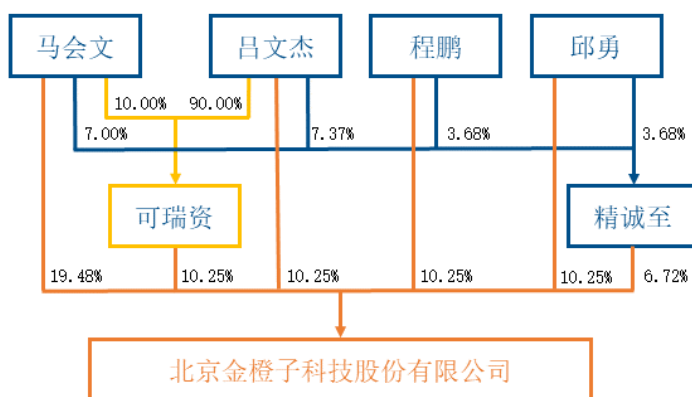 马会文 吕文杰 程鹏 邱勇
10.00% 90.00%
7.00% 7.37% 3.68% 3.68%
可瑞资 精诚至
19.48% 10.25% 10.25% 10.25% 10.25% 6.72%
北京金橙子科技股份有限公司